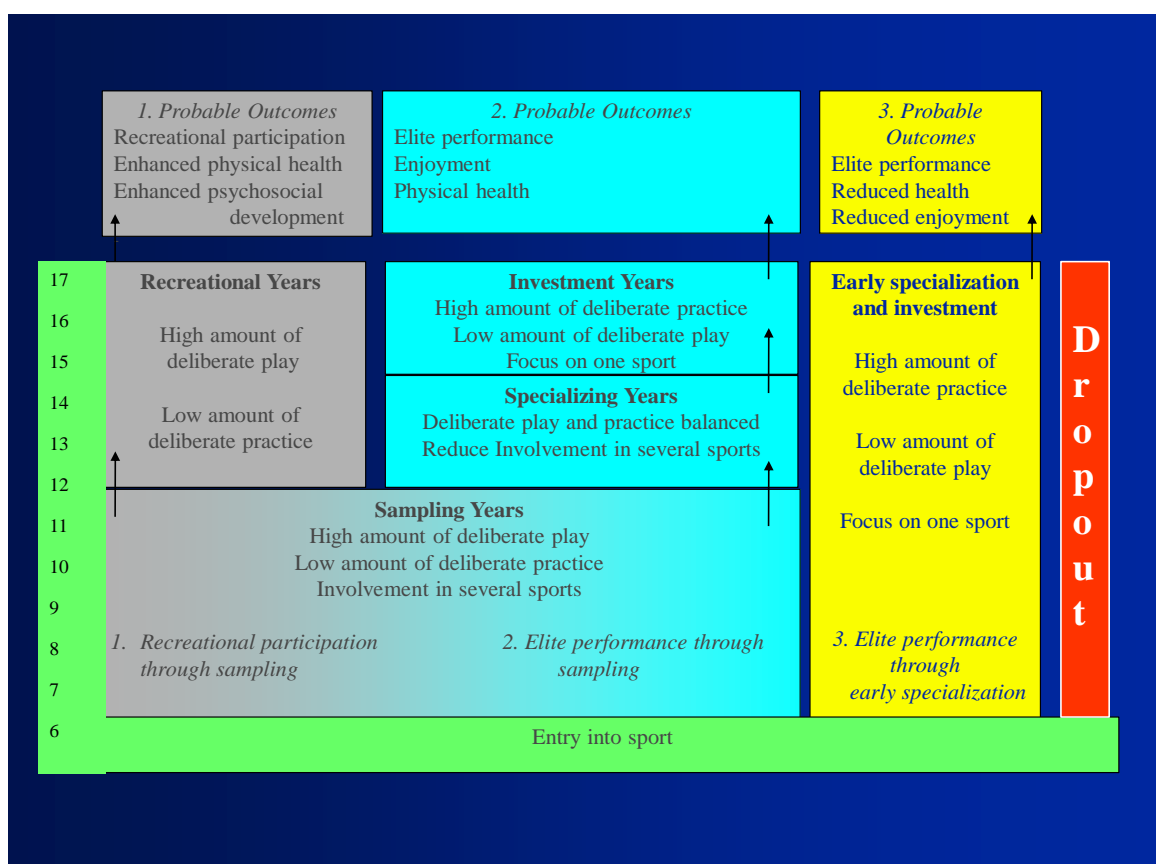 1. Probable Outcomes
Recreational participation
Enhanced physical health
Enhanced psychosocial
development
2. Probable Outcomes
Elite performance
Enjoyment
Physical health
3. Probable
Outcomes
Elite performance
Reduced health
Reduced enjoyment
17
16
15
14
13
12
11
10
9
8
7
6
Recreational Years
High amount of
deliberate play
Low amount of
deliberate practice
Investment Years
High amount of deliberate practice
Low amount of deliberate play
Focus on one sport
Specializing Years
Deliberate play and practice balanced
Reduce Involvement in several sports
Sampling Years
High amount of deliberate play
Low amount of deliberate practice
Involvement in several sports
1. Recreational participation
through sampling
2. Elite performance through
sampling
Early specialization
and investment
High amount of
deliberate practice
Low amount of
deliberate play
Focus on one sport
3. Elite performance
through
early specialization
Dropout
Entry into sport